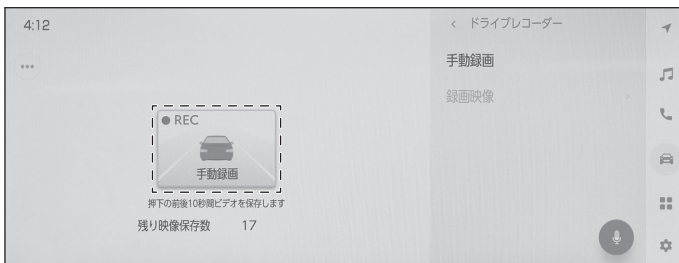 4:12
● REC
手動録画
押下の前後10秒間ビデオを保存します
残り映像保存数 17
< ドライブレコーダー
手動録画
録画映像 >